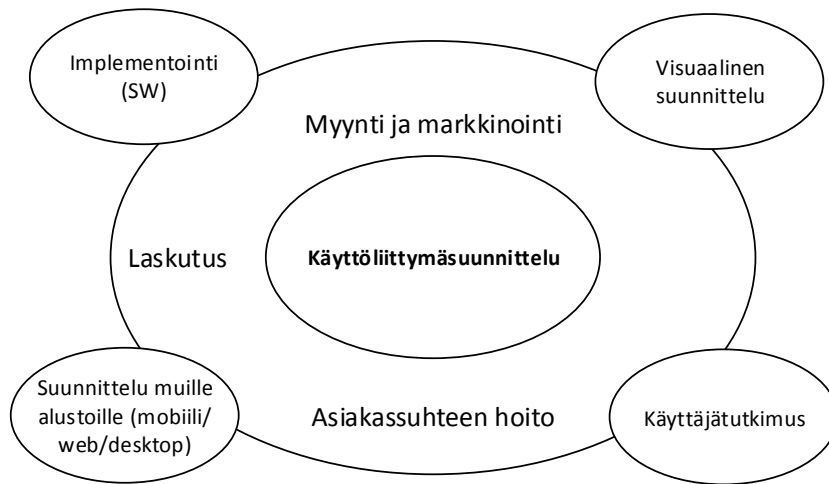 Implementointi
(SW)
Visuaalinen
suunnittelu
Myynti ja markkinointi
Laskutus
Käyttöliittymäsuunnittelu
Suunnittelu muille
alustoille (mobiili/
web/desktop)
Asiakassuhteen hoito
Käyttäjätutkimus